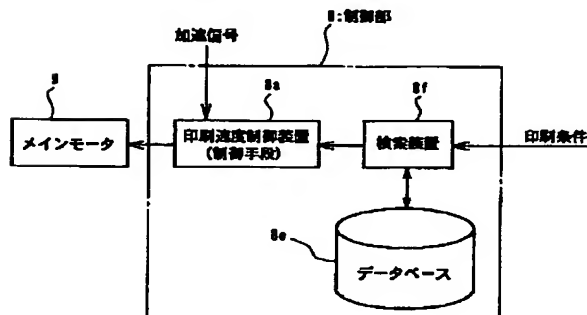 8:制御部
加速信号
9
8a
8f
メインモータ
印刷速度制御装置
(制御手段)
検索装置
印刷条件
8e
データベース